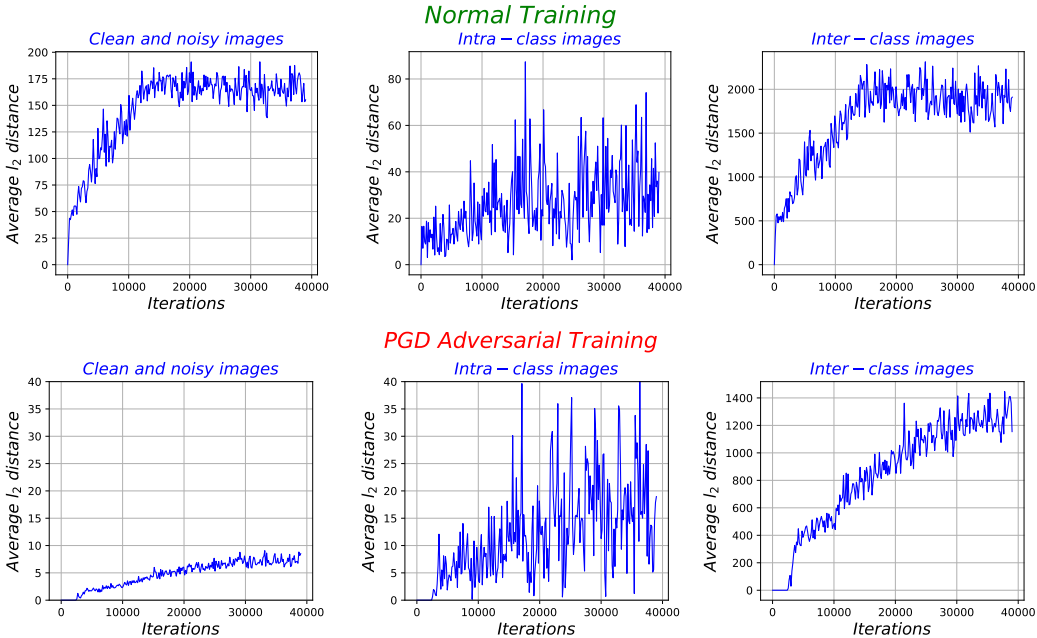 Normal Training
Clean and noisy images
Average l₂ distance
200
175
150
125
100
75
50
25
0
0 10000 20000 30000 40000
Iterations
Intra − class images
Average l₂ distance
80
60
40
20
0
0 10000 20000 30000 40000
Iterations
Inter − class images
Average l₂ distance
2000
1500
1000
500
0
0 10000 20000 30000 40000
Iterations
PGD Adversarial Training
Clean and noisy images
Average l₂ distance
40
35
30
25
20
15
10
5
0
0 10000 20000 30000 40000
Iterations
Intra − class images
Average l₂ distance
40
35
30
25
20
15
10
5
0
0 10000 20000 30000 40000
Iterations
Inter − class images
Average l₂ distance
1400
1200
1000
800
600
400
200
0
0 10000 20000 30000 40000
Iterations